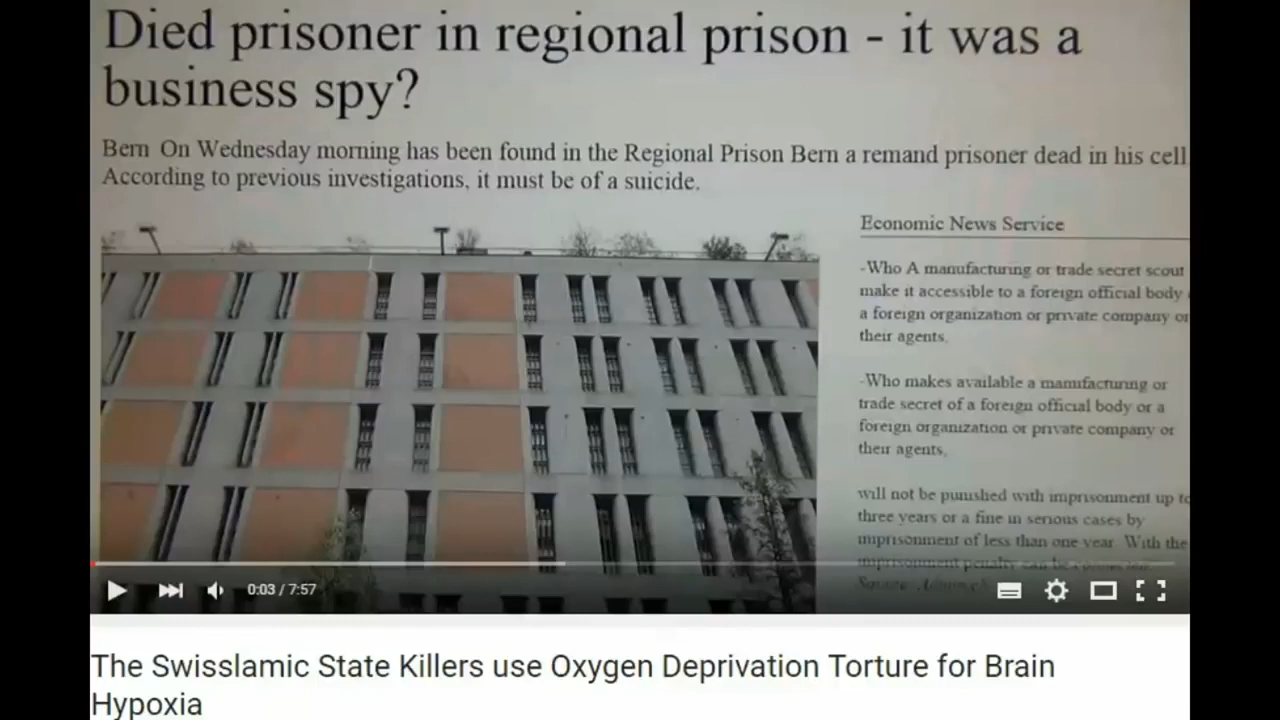 Died prisoner in regional prison - it was a
business spy?
Bern On Wednesday morning has been found in the Regional Prison Bern a remand prisoner dead in his cell
According to previous investigations, it must be of a suicide.
Economic News Service
-Who A manufacturing or trade secret scout
make it accessible to a foreign official body
a foreign organization or private company or
their agents,
-Who makes available a manufacturing or
trade secret of a foreign official body or a
foreign organization or private company or
their agents,
will not be punished with imprisonment up to
three years or a fine in serious cases by
imprisonment of less than one year. With the
imprisonment penalty can be
0:03 / 7:57
The Swisslamic State Killers use Oxygen Deprivation Torture for Brain
Hypoxia